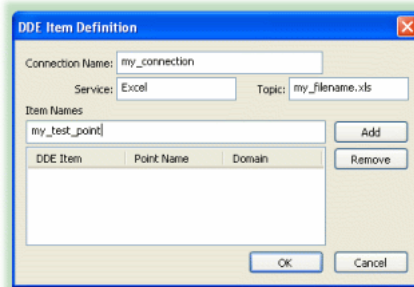 DDE Item Definition
Connection Name: my_connection
Service: Excel Topic: my_filename.xls
Item Names
my_test_point Add
DDE Item Point Name Domain Remove
OK Cancel